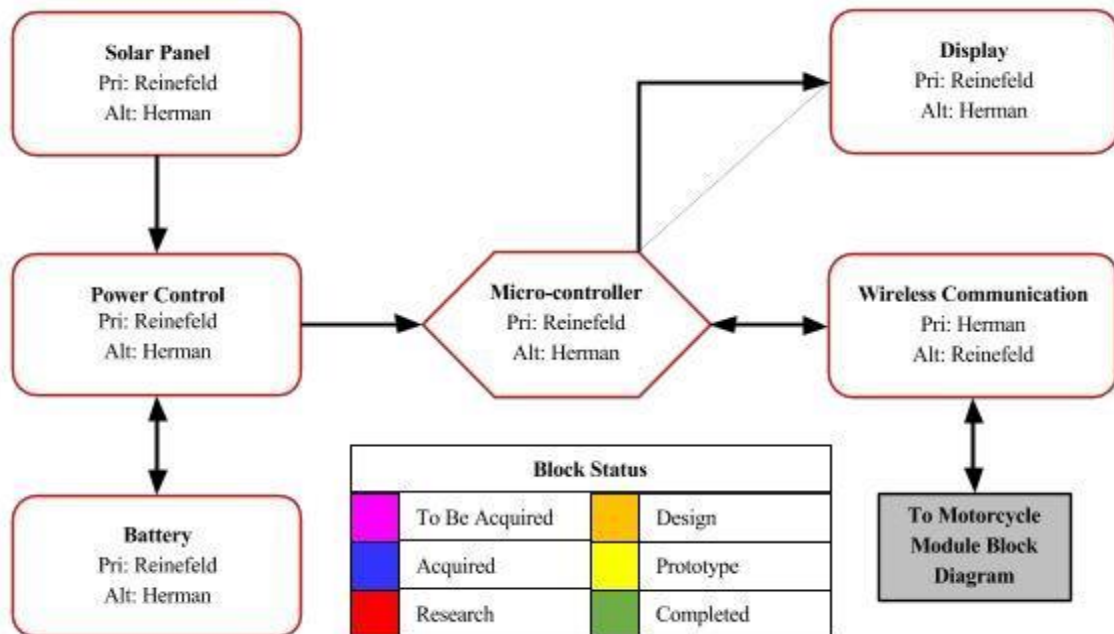 Solar Panel
Pri: Reinefeld
Alt: Herman
Display
Pri: Reinefeld
Alt: Herman
Power Control
Pri: Reinefeld
Alt: Herman
Micro-controller
Pri: Reinefeld
Alt: Herman
Wireless Communication
Pri: Herman
Alt: Reinefeld
Battery
Pri: Reinefeld
Alt: Herman
Block Status
To Be Acquired
Design
Acquired
Prototype
Research
Completed
To Motorcycle
Module Block
Diagram